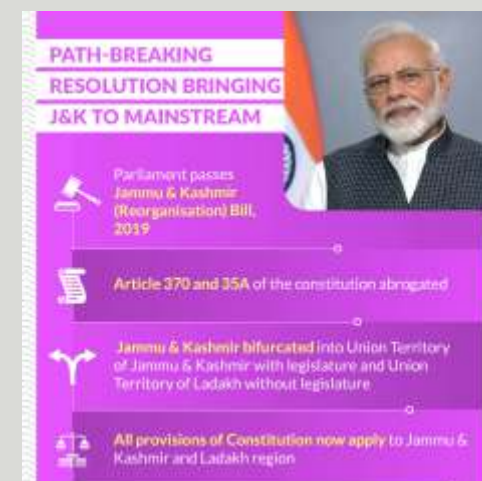 PATH-BREAKING
RESOLUTION BRINGING
J&K TO MAINSTREAM
Parliament passes
Jammu & Kashmir
(Reorganisation) Bill,
2019
Article 370 and 35A of the constitution abrogated
Jammu & Kashmir bifurcated into Union Territory
of Jammu & Kashmir with legislature and Union
Territory of Ladakh without legislature
All provisions of Constitution now apply to Jammu &
Kashmir and Ladakh region